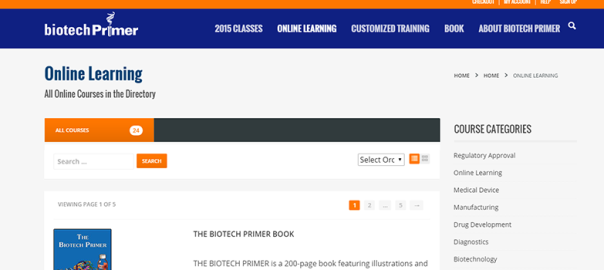 CHECKOUT | MY ACCOUNT | HELP SIGN UP
biotech Primer
2015 CLASSES ONLINE LEARNING CUSTOMIZED TRAINING BOOK ABOUT BIOTECH PRIMER
Online Learning
All Online Courses in the Directory
HOME > HOME > ONLINE LEARNING
ALL COURSES 24
Search ... SEARCH
Select Orc
VIEWING PAGE 1 OF 5
1 2 ... 5 →
THE
BIOTECH PRIMER
THE BIOTECH PRIMER BOOK
THE BIOTECH PRIMER is a 200-page book featuring illustrations and
COURSE CATEGORIES
Regulatory Approval
Online Learning
Medical Device
Manufacturing
Drug Development
Diagnostics
Biotechnology